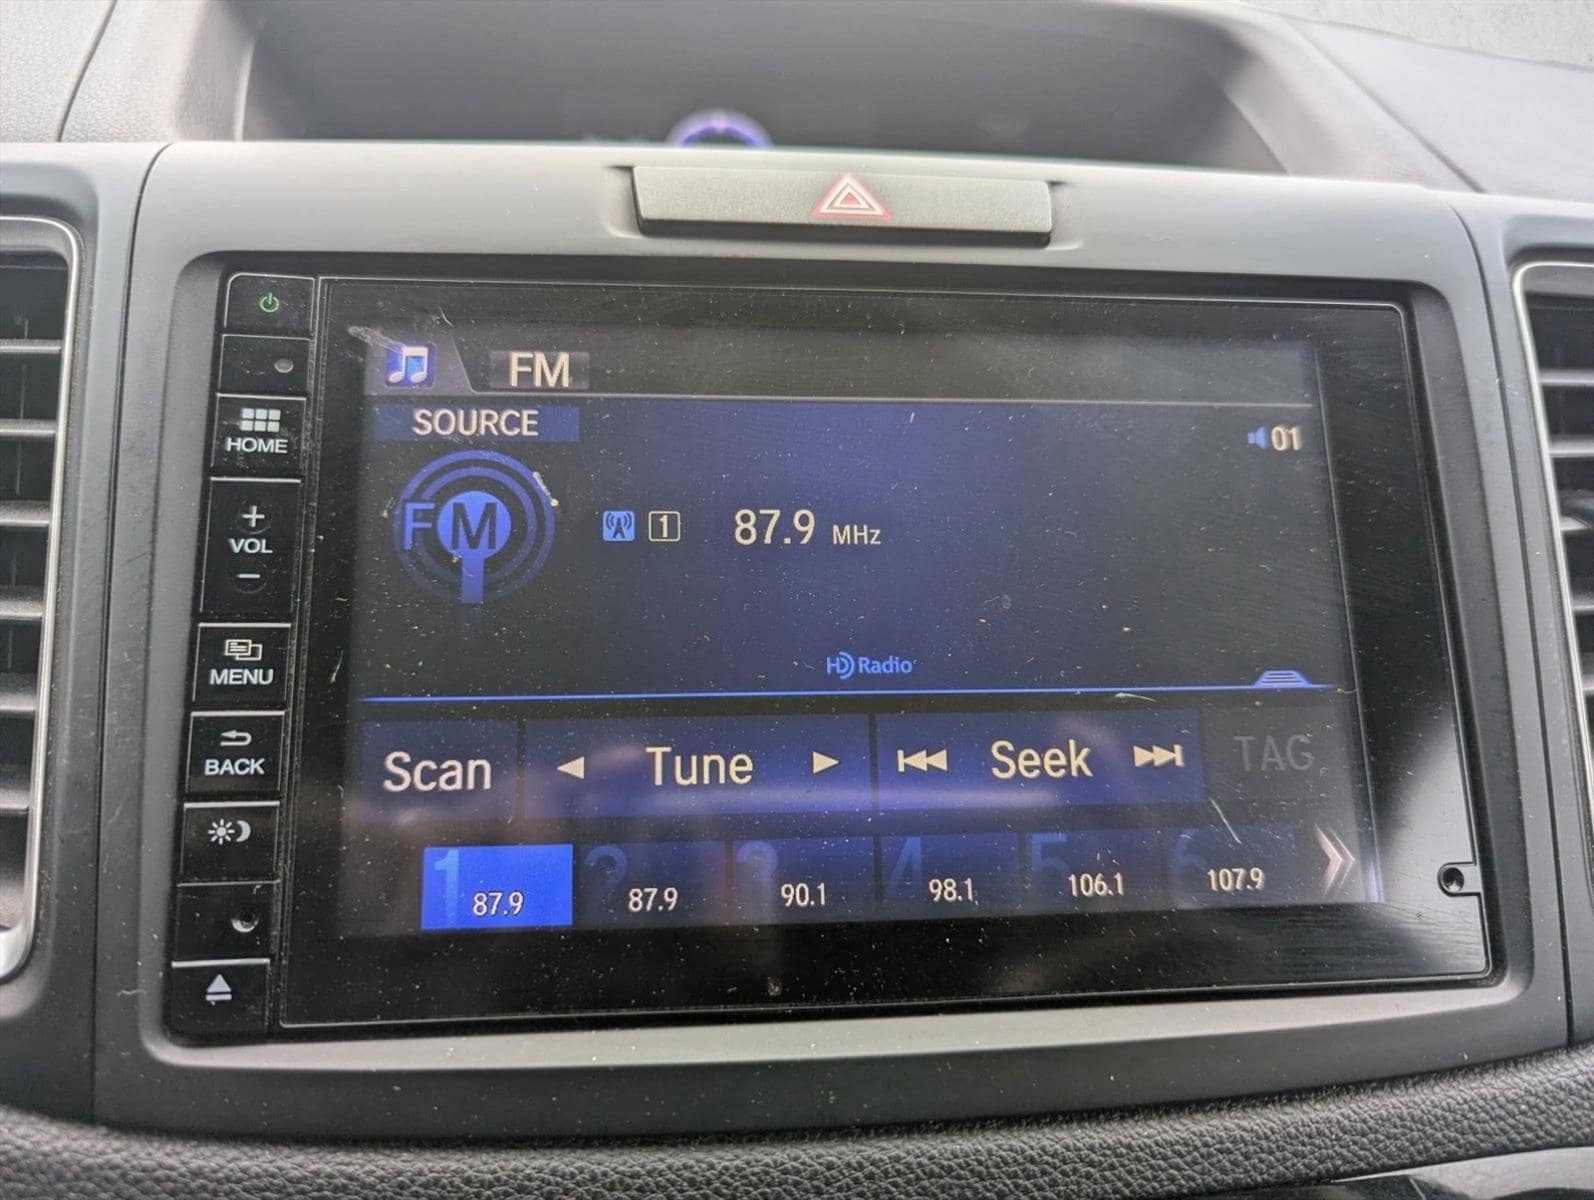 FM
SOURCE
01
FM
1 87.9 MHz
HD Radio
Scan Tune Seek TAG
1 87.9 2 87.9 3 90.1 4 98.1 5 106.1 6 107.9
HOME
+
VOL
−
MENU
BACK